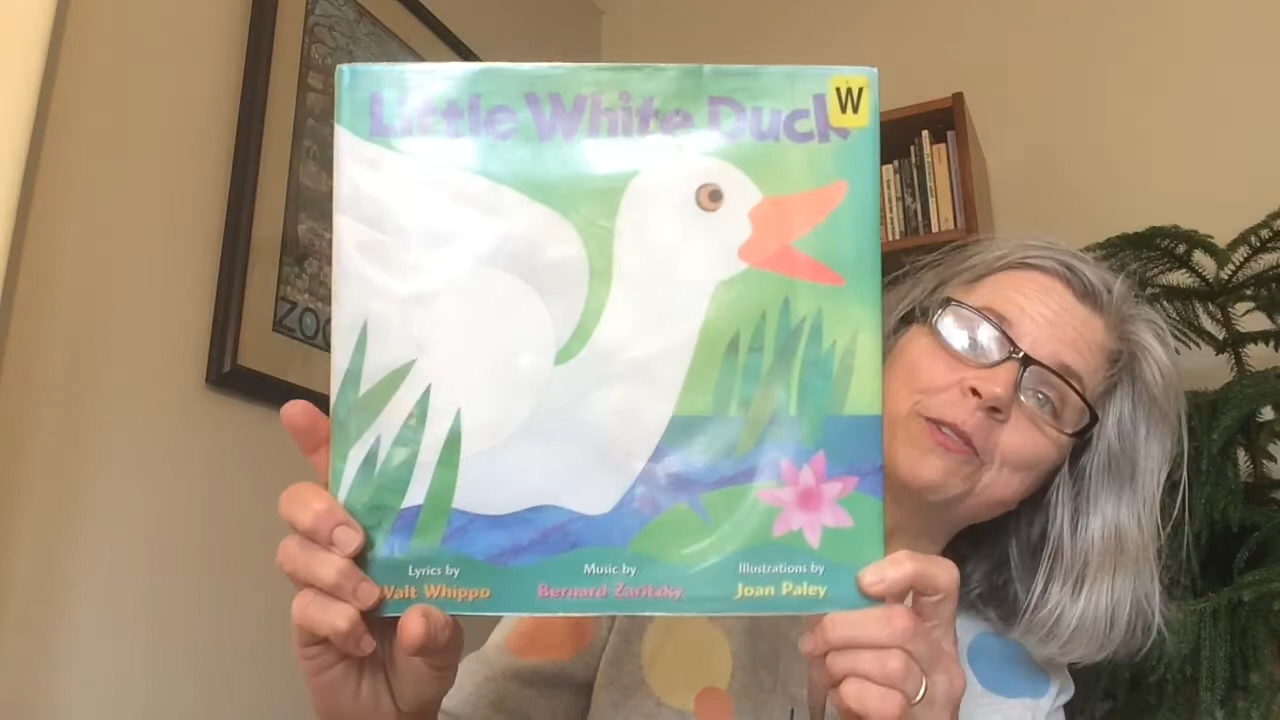 Little White Duck
W
Lyrics by
Walt Whippo
Music by
Bernard Zaritzky
Illustrations by
Joan Paley
ZOO